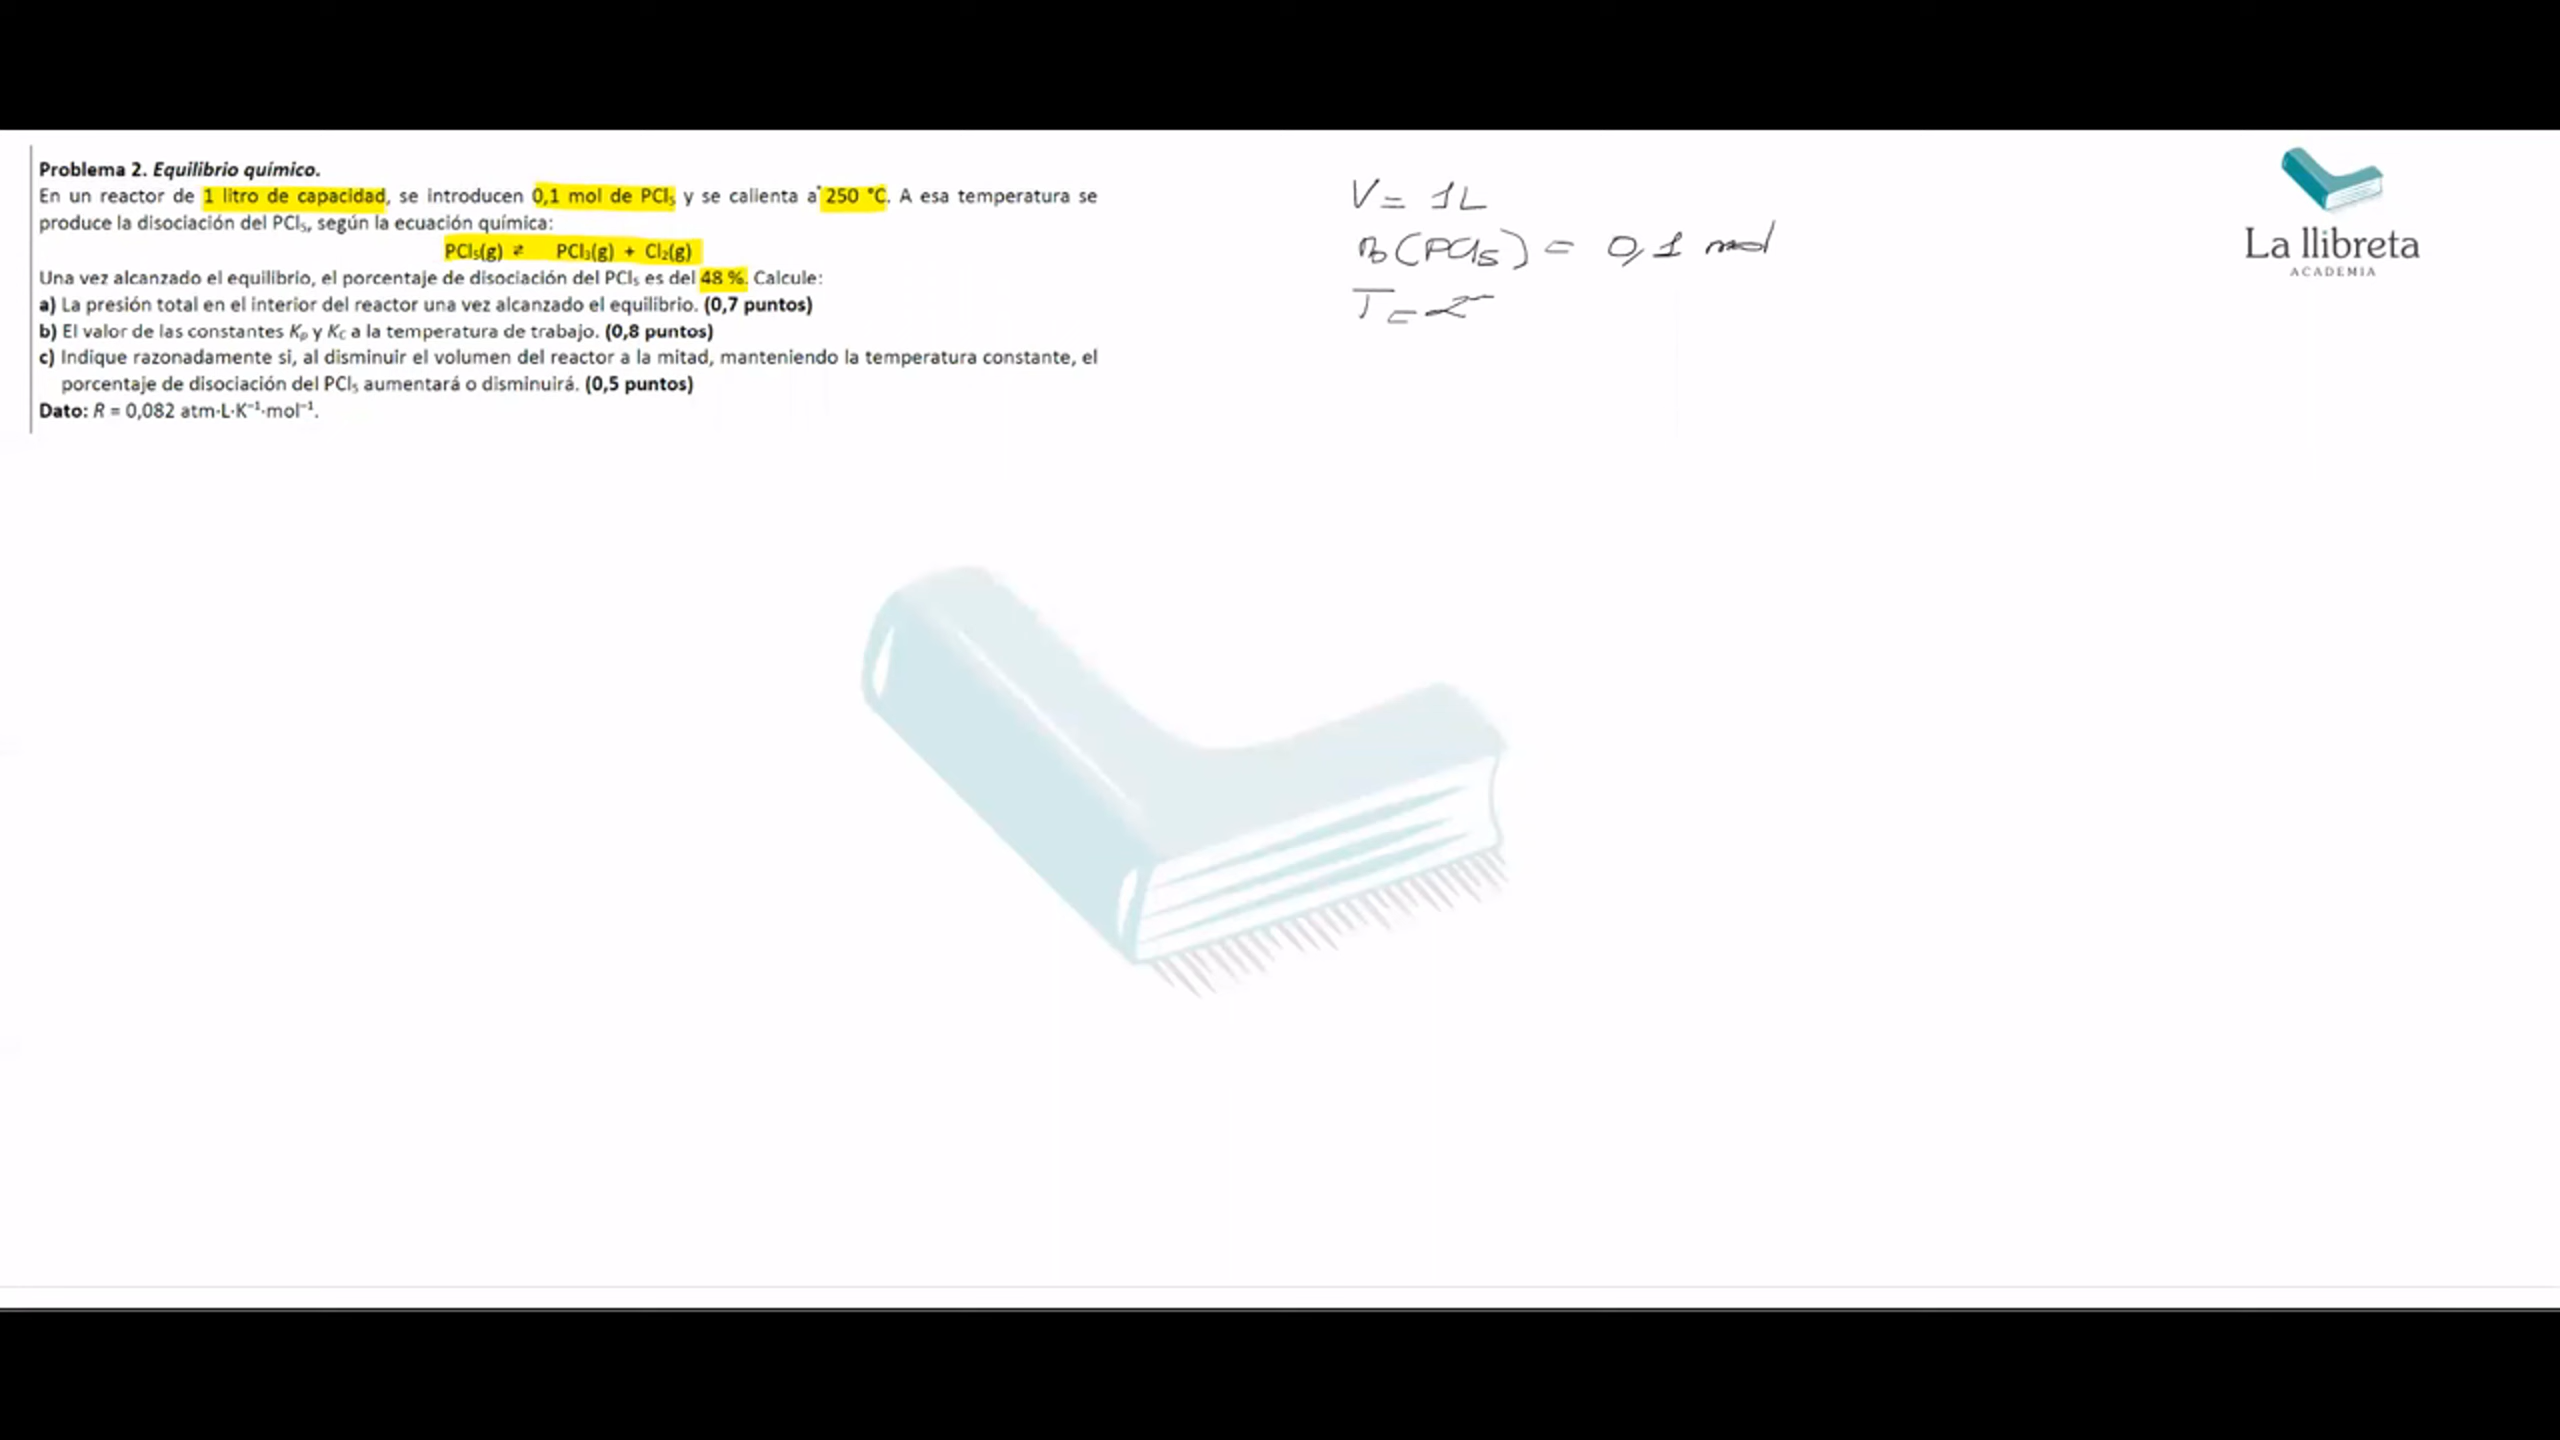 Problema 2. Equilibrio químico.
En un reactor de 1 litro de capacidad, se introducen 0,1 mol de PCl₅ y se calienta a 250 °C. A esa temperatura se
produce la disociación del PCl₅, según la ecuación química:
PCl₅(g) ⇄ PCl₃(g) + Cl₂(g)
Una vez alcanzado el equilibrio, el porcentaje de disociación del PCl₅ es del 48 %. Calcule:
a) La presión total en el interior del reactor una vez alcanzado el equilibrio. (0,7 puntos)
b) El valor de las constantes Kₚ y K_C a la temperatura de trabajo. (0,8 puntos)
c) Indique razonadamente si, al disminuir el volumen del reactor a la mitad, manteniendo la temperatura constante, el
porcentaje de disociación del PCl₅ aumentará o disminuirá. (0,5 puntos)
Dato: R = 0,082 atm·L·K⁻¹·mol⁻¹.
V = 1L
n(PCl₅) = 0,1 mol
T = 2
La llibreta
ACADEMIA